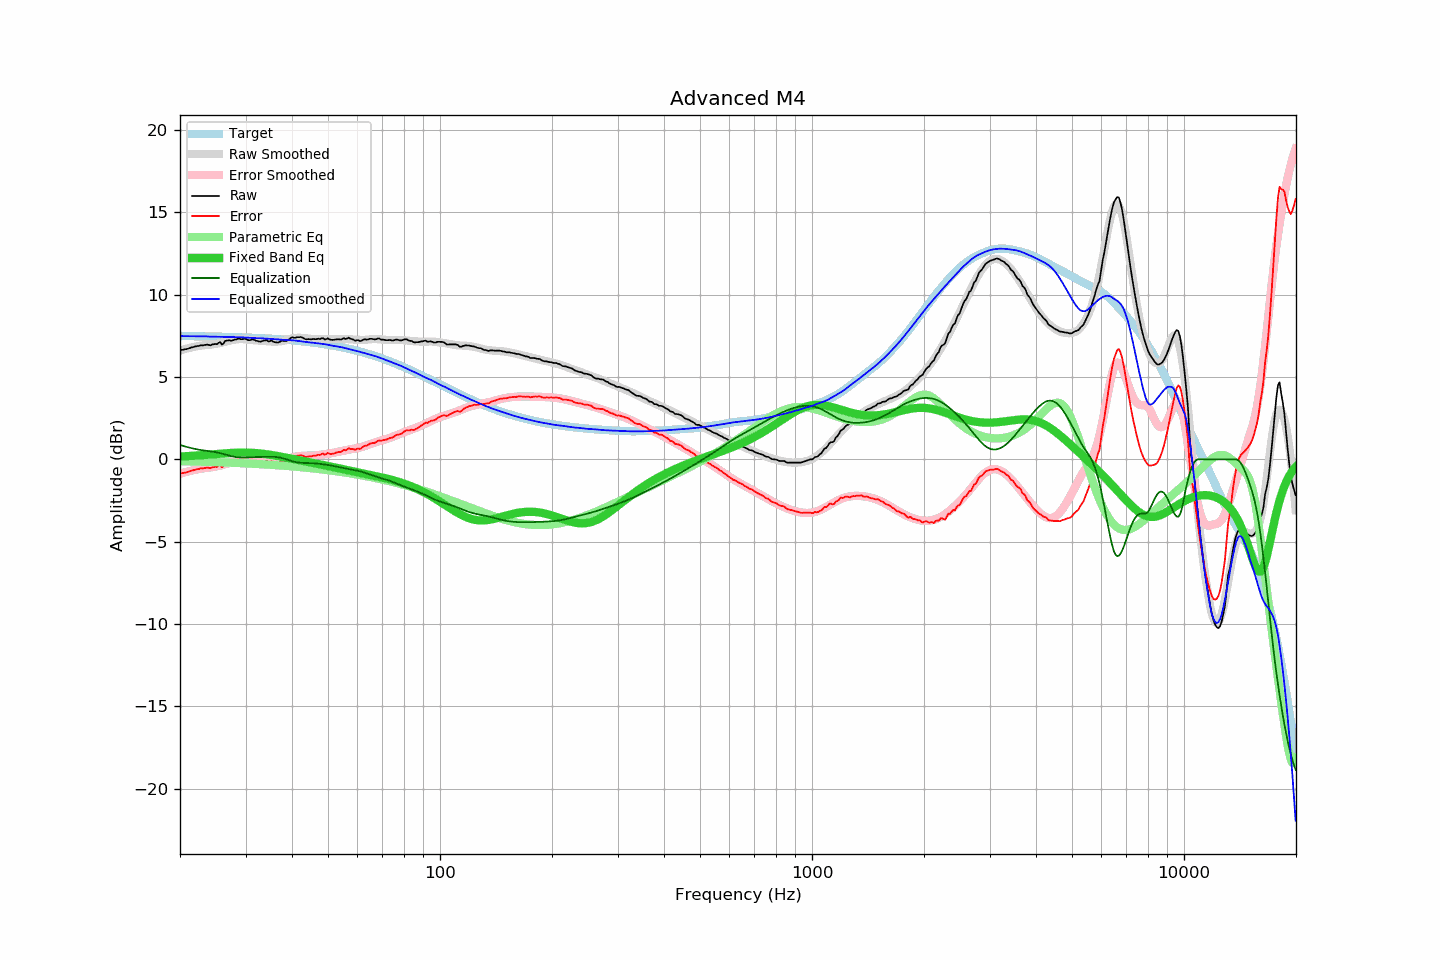 Advanced M4
20
15
10
5
0
−5
−10
−15
−20
Amplitude (dBr)
Target
Raw Smoothed
Error Smoothed
Raw
Error
Parametric Eq
Fixed Band Eq
Equalization
Equalized smoothed
100
1000
10000
Frequency (Hz)